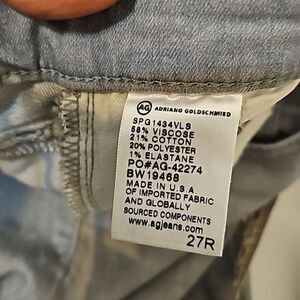 AG ADRIANO GOLDSCHMIED
SPG1434VLS
58% VISCOSE
21% COTTON
20% POLYESTER
1% ELASTANE
PO#AG-42274
BW19468
MADE IN U.S.A.
OF IMPORTED FABRIC
AND GLOBALLY
SOURCED COMPONENTS
www.agjeans.com
27R